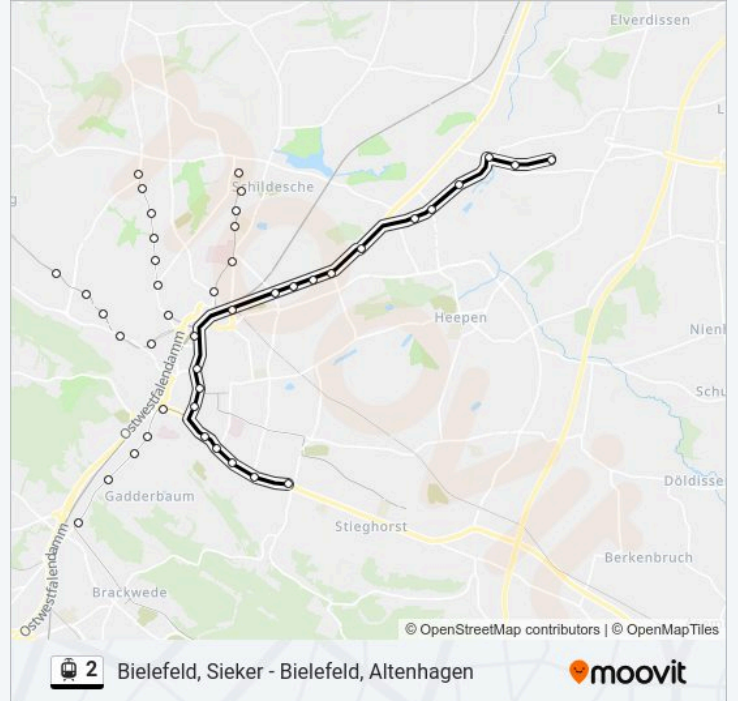 Elverdissen
L
Schildesche
g
Heepen
Nienh
Ostwestfalendamm
Schu
Gadderbaum
Döldisse
Stieghorst
Berkenbruch
Ostwestfalendamm
Brackwede
© OpenStreetMap contributors | © OpenMapTiles
2 Bielefeld, Sieker - Bielefeld, Altenhagen
moovit